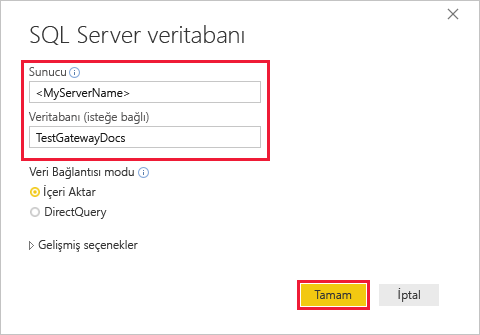 SQL Server veritabanı
Sunucu
<MyServerName>
Veritabanı (isteğe bağlı)
TestGatewayDocs
Veri Bağlantısı modu
İçeri Aktar
DirectQuery
Gelişmiş seçenekler
Tamam
İptal